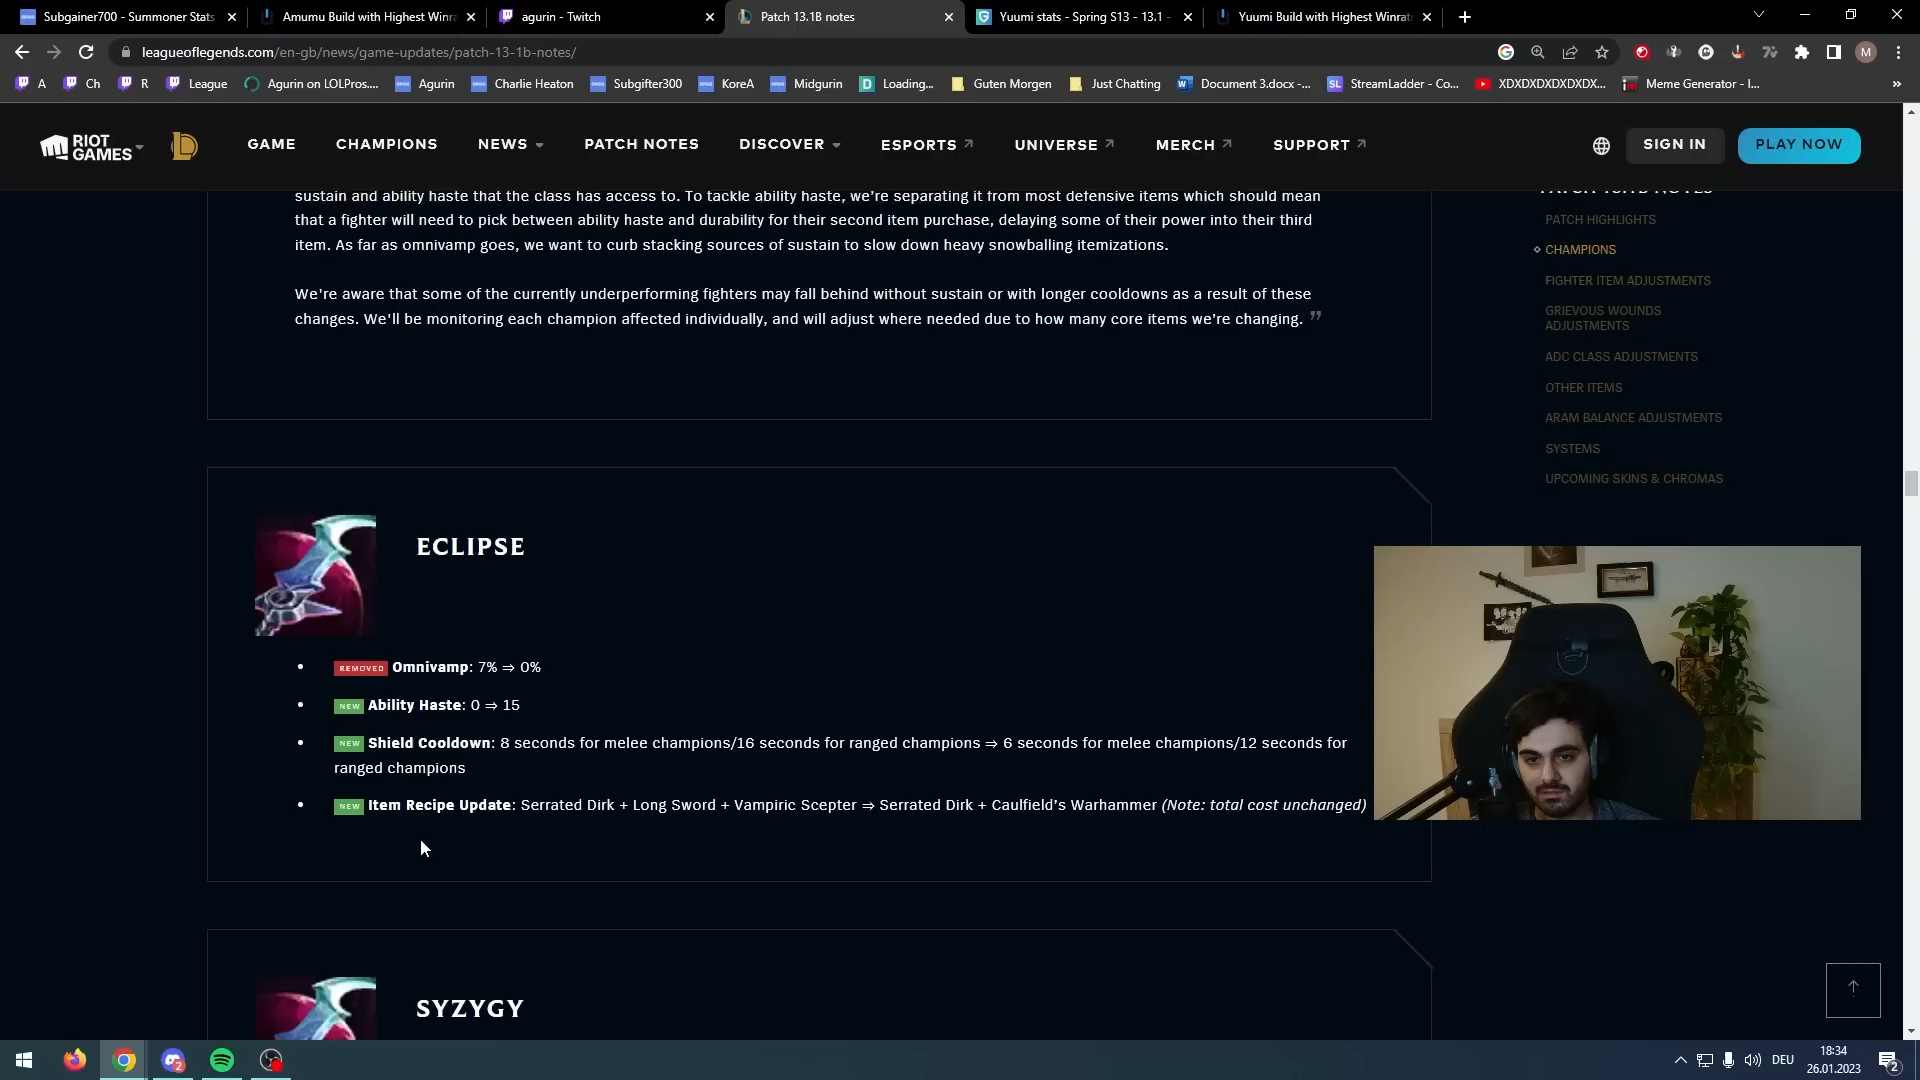 Subgainer700 - Summoner Stats
Amumu Build with Highest Winra
agurin - Twitch
Patch 13.1B notes
Yuumi stats - Spring S13 - 13.1 -
Yuumi Build with Highest Winrat
leagueoflegends.com/en-gb/news/game-updates/patch-13-1b-notes/
M
A
Ch
R
League
Agurin on LOLPros....
Agurin
Charlie Heaton
Subgifter300
KoreA
Midgurin
Loading...
Guten Morgen
Just Chatting
Document 3.docx -...
StreamLadder - Co...
XDXDXDXDXDXDX...
Meme Generator - I...
RIOT GAMES
GAME
CHAMPIONS
NEWS
PATCH NOTES
DISCOVER
ESPORTS
UNIVERSE
MERCH
SUPPORT
SIGN IN
PLAY NOW
sustain and ability haste that the class has access to. To tackle ability haste, we're separating it from most defensive items which should mean
that a fighter will need to pick between ability haste and durability for their second item purchase, delaying some of their power into their third
item. As far as omnivamp goes, we want to curb stacking sources of sustain to slow down heavy snowballing itemizations.
We're aware that some of the currently underperforming fighters may fall behind without sustain or with longer cooldowns as a result of these
changes. We'll be monitoring each champion affected individually, and will adjust where needed due to how many core items we're changing. ”
PATCH 13.1B NOTES
PATCH HIGHLIGHTS
CHAMPIONS
FIGHTER ITEM ADJUSTMENTS
GRIEVOUS WOUNDS
ADJUSTMENTS
ADC CLASS ADJUSTMENTS
OTHER ITEMS
ARAM BALANCE ADJUSTMENTS
SYSTEMS
UPCOMING SKINS & CHROMAS
ECLIPSE
• REMOVED Omnivamp: 7% ⇒ 0%
• NEW Ability Haste: 0 ⇒ 15
• NEW Shield Cooldown: 8 seconds for melee champions/16 seconds for ranged champions ⇒ 6 seconds for melee champions/12 seconds for
ranged champions
• NEW Item Recipe Update: Serrated Dirk + Long Sword + Vampiric Scepter ⇒ Serrated Dirk + Caulfield's Warhammer (Note: total cost unchanged)
SYZYGY
DEU
18:34
26.01.2023
2
2